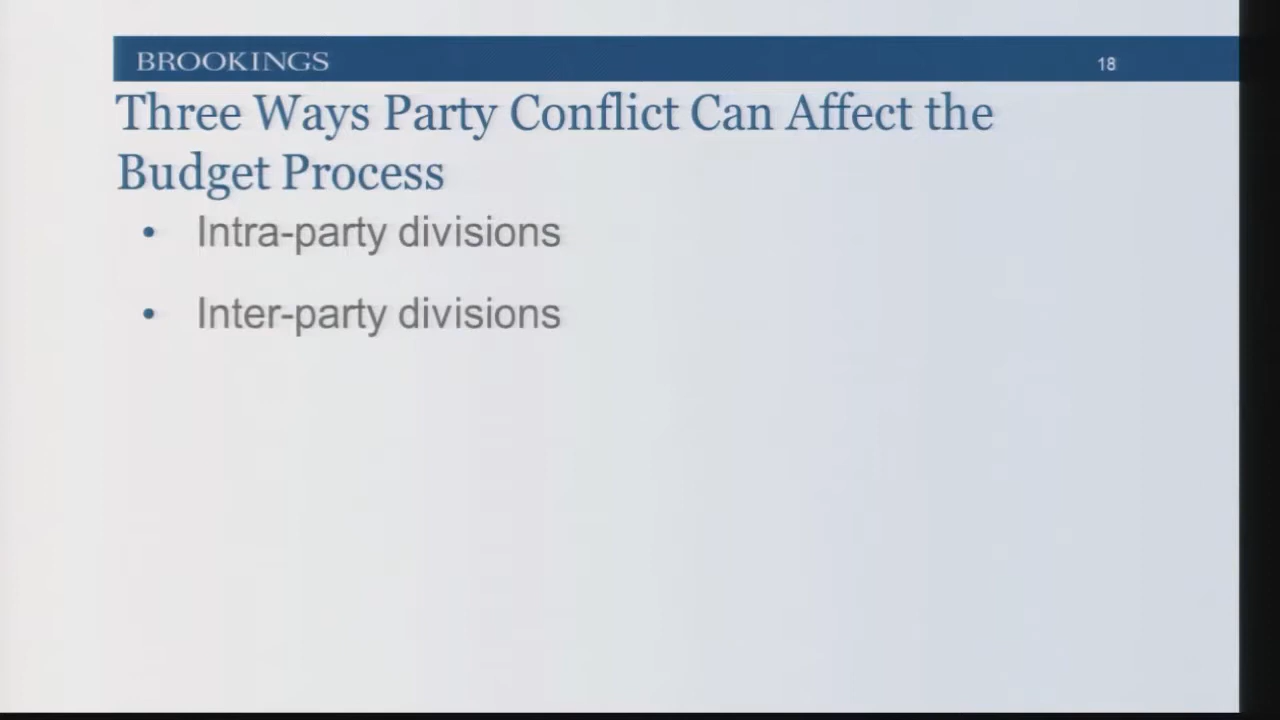 BROOKINGS
18
Three Ways Party Conflict Can Affect the
Budget Process
• Intra-party divisions
• Inter-party divisions